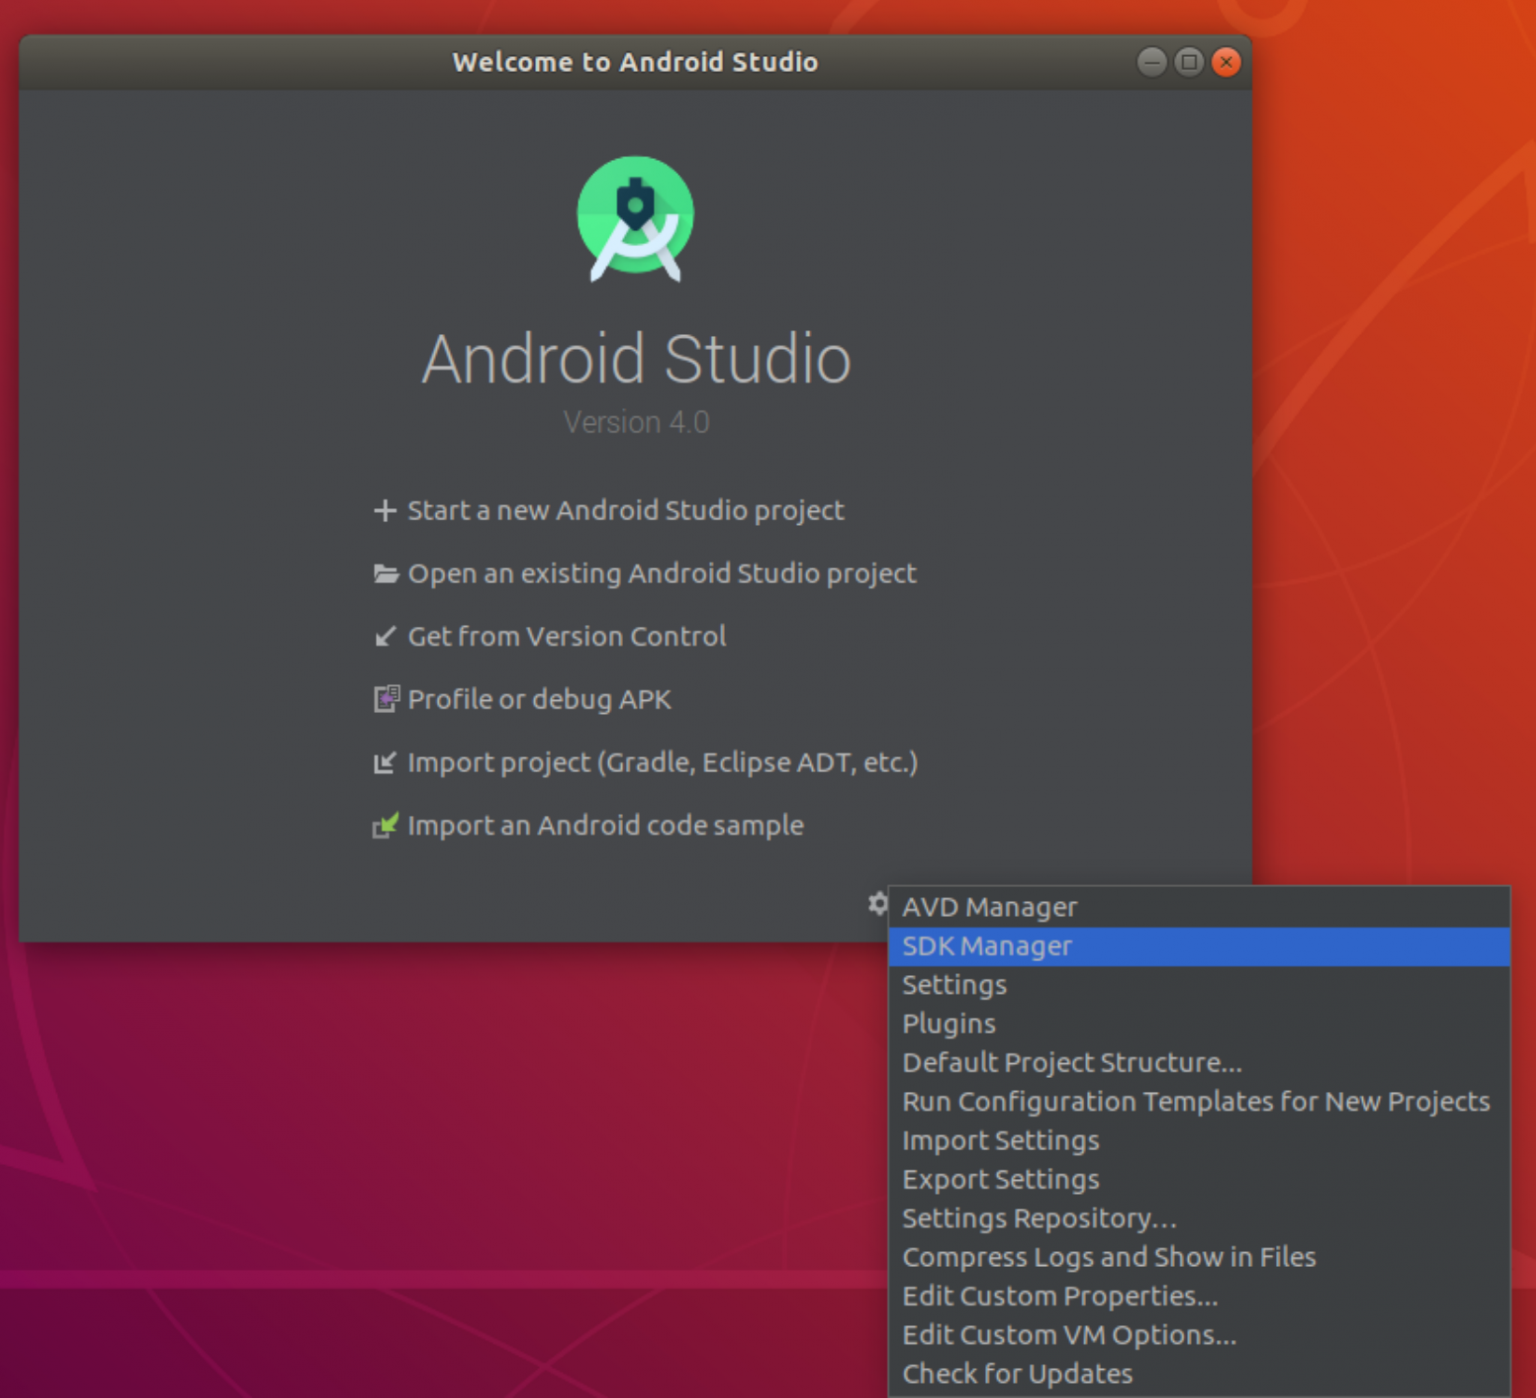 Welcome to Android Studio
Android Studio
Version 4.0
Start a new Android Studio project
Open an existing Android Studio project
Get from Version Control
Profile or debug APK
Import project (Gradle, Eclipse ADT, etc.)
Import an Android code sample
AVD Manager
SDK Manager
Settings
Plugins
Default Project Structure...
Run Configuration Templates for New Projects
Import Settings
Export Settings
Settings Repository...
Compress Logs and Show in Files
Edit Custom Properties...
Edit Custom VM Options...
Check for Updates